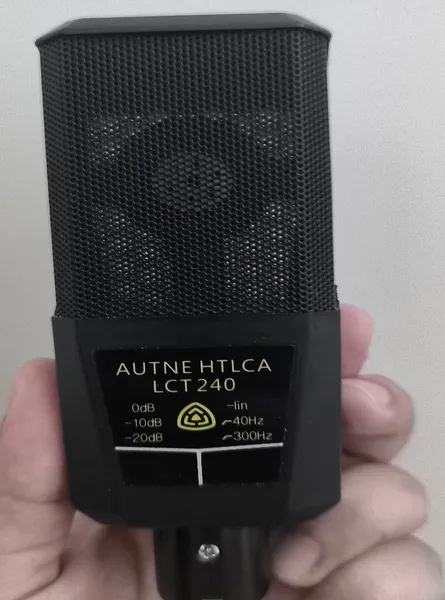 AUTNE HTLCA
LCT 240
0dB -lin
-10dB 40Hz
-20dB 300Hz